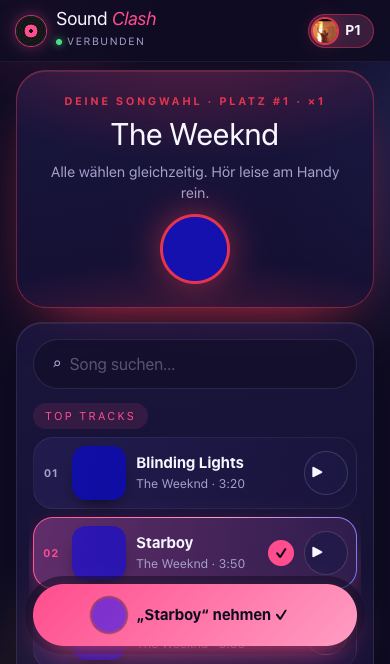 Sound Clash
VERBUNDEN
P1
DEINE SONGWAHL · PLATZ #1 · ×1
The Weeknd
Alle wählen gleichzeitig. Hör leise am Handy
rein.
Song suchen...
TOP TRACKS
01
Blinding Lights
The Weeknd · 3:20
02
Starboy
The Weeknd · 3:50
„Starboy“ nehmen ✓